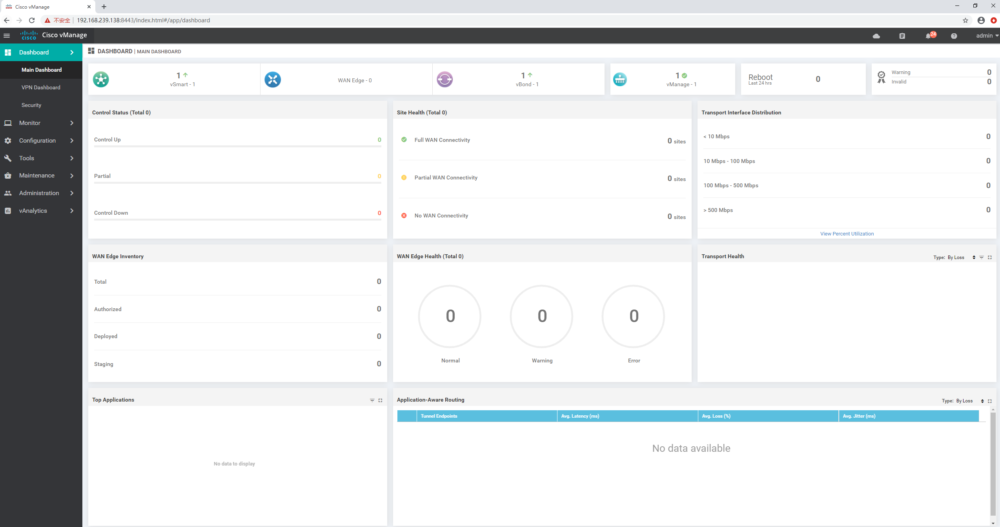 Cisco vManage
不安全 | 192.168.239.138:8443/index.html#/app/dashboard
cisco Cisco vManage
24
admin
Dashboard
Main Dashboard
VPN Dashboard
Security
Monitor
Configuration
Tools
Maintenance
Administration
vAnalytics
DASHBOARD | MAIN DASHBOARD
1
vSmart - 1
WAN Edge - 0
1
vBond - 1
1
vManage - 1
Reboot
Last 24 hrs
0
Warning 0
Invalid 0
Control Status (Total 0)
Control Up 0
Partial 0
Control Down 0
Site Health (Total 0)
Full WAN Connectivity 0 sites
Partial WAN Connectivity 0 sites
No WAN Connectivity 0 sites
Transport Interface Distribution
< 10 Mbps 0
10 Mbps - 100 Mbps 0
100 Mbps - 500 Mbps 0
> 500 Mbps 0
View Percent Utilization
WAN Edge Inventory
Total 0
Authorized 0
Deployed 0
Staging 0
WAN Edge Health (Total 0)
0 0 0
Normal Warning Error
Transport Health
Type: By Loss
Top Applications
No data to display
Application-Aware Routing
Type: By Loss
Tunnel Endpoints Avg. Latency (ms) Avg. Loss (%) Avg. Jitter (ms)
No data available